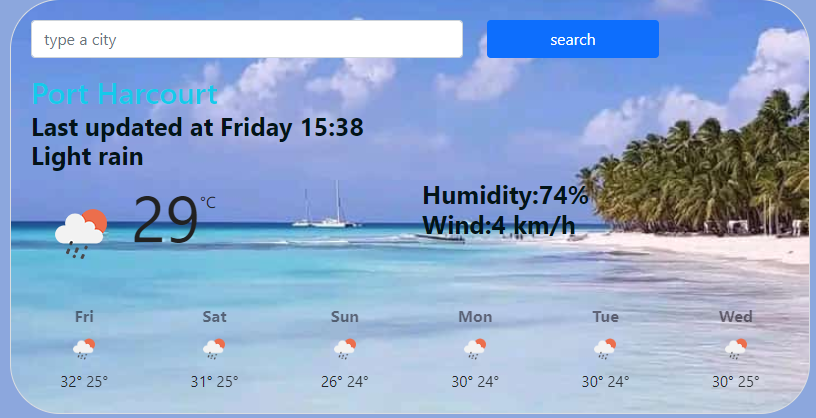 type a city
search
Port Harcourt
Last updated at Friday 15:38
Light rain
29 °C
Humidity:74%
Wind:4 km/h
Fri Sat Sun Mon Tue Wed
32° 25° 31° 25° 26° 24° 30° 24° 30° 24° 30° 25°